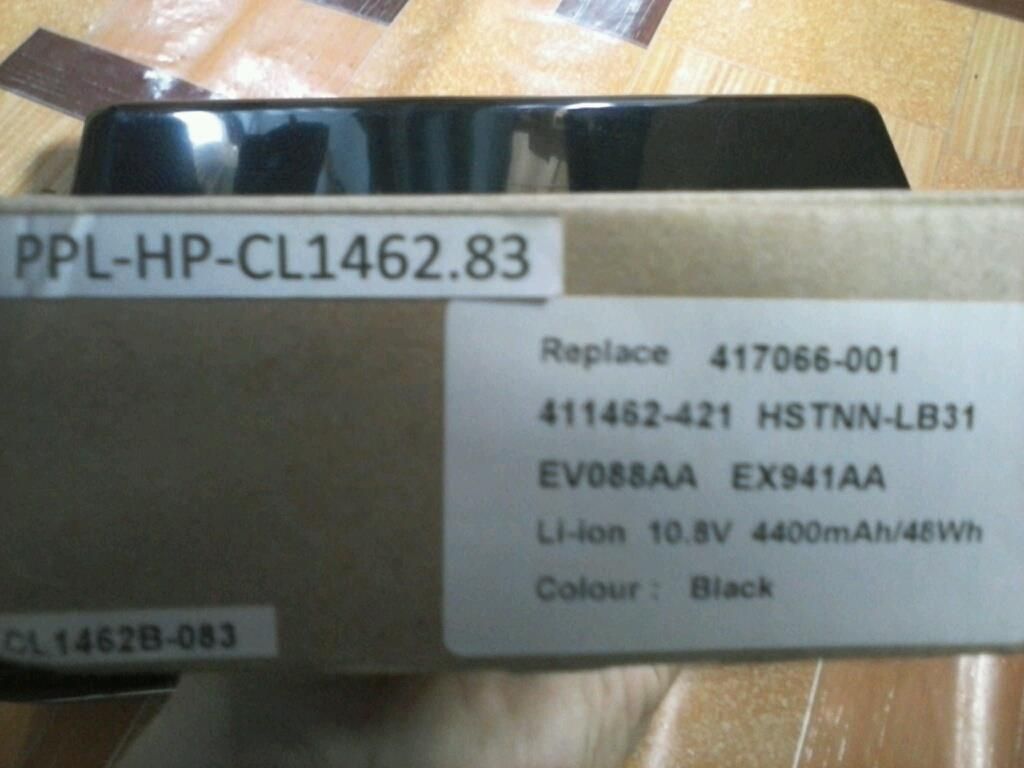 PPL-HP-CL1462.83
Replace 417066-001
411462-421 HSTNN-LB31
EV088AA EX941AA
Li-ion 10.8V 4400mAh/48Wh
Colour : Black
CL1462B-083